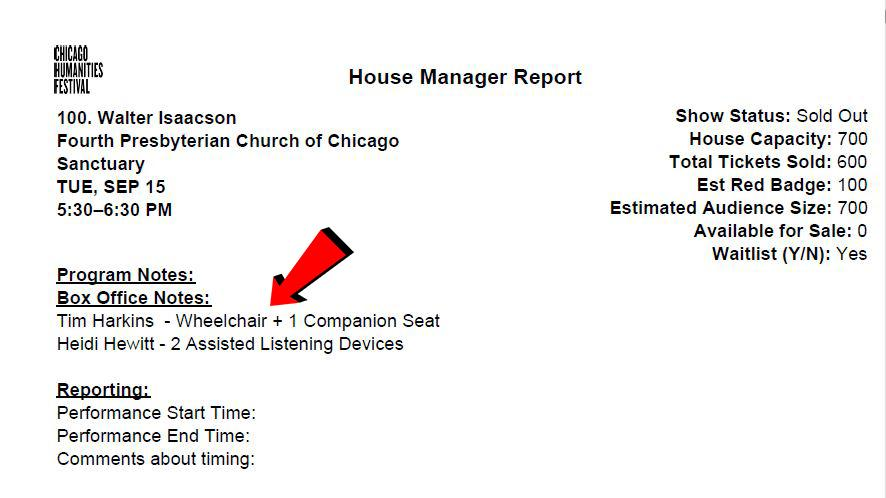 CHICAGO
HUMANITIES
FESTIVAL
House Manager Report
100. Walter Isaacson
Fourth Presbyterian Church of Chicago
Sanctuary
TUE, SEP 15
5:30–6:30 PM
Show Status: Sold Out
House Capacity: 700
Total Tickets Sold: 600
Est Red Badge: 100
Estimated Audience Size: 700
Available for Sale: 0
Waitlist (Y/N): Yes
Program Notes:
Box Office Notes:
Tim Harkins - Wheelchair + 1 Companion Seat
Heidi Hewitt - 2 Assisted Listening Devices
Reporting:
Performance Start Time:
Performance End Time:
Comments about timing: